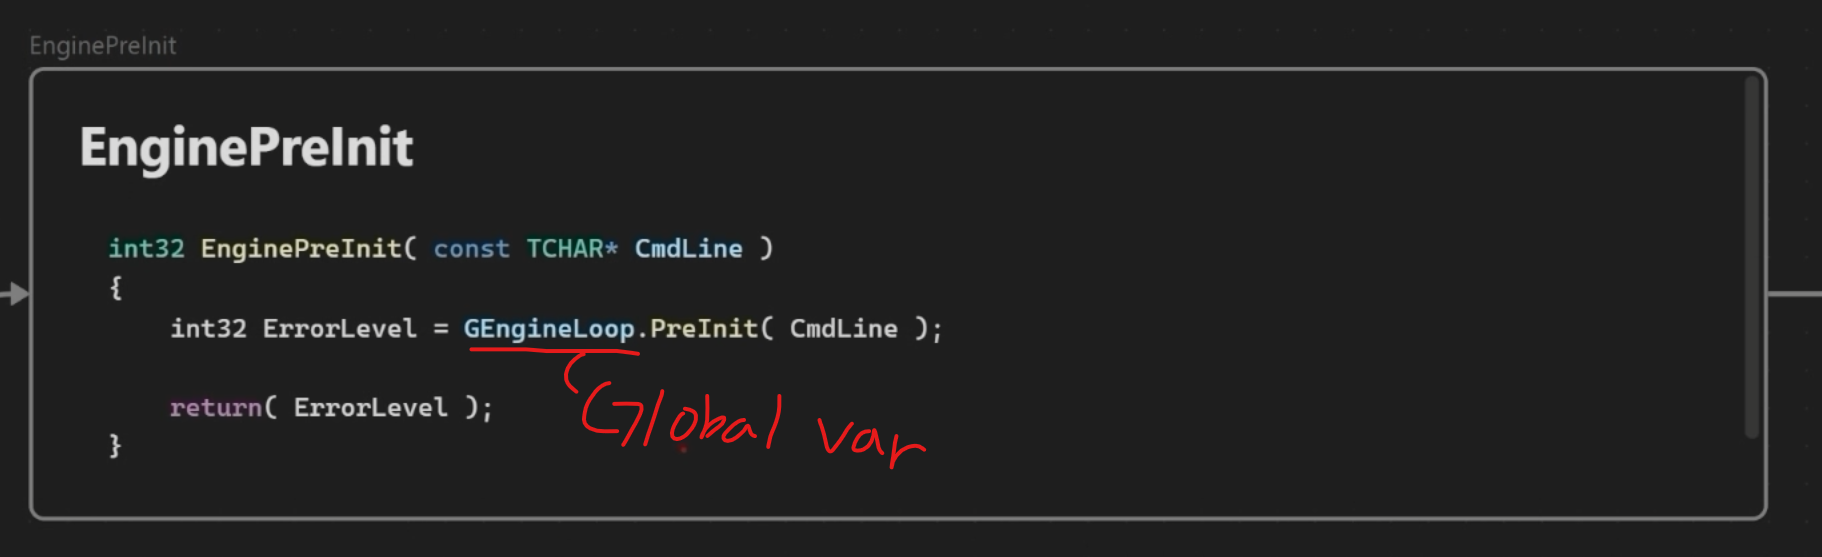 EnginePreInit
EnginePreInit
int32 EnginePreInit( const TCHAR* CmdLine )
{
int32 ErrorLevel = GEngineLoop.PreInit( CmdLine );
Global var
return( ErrorLevel );
}